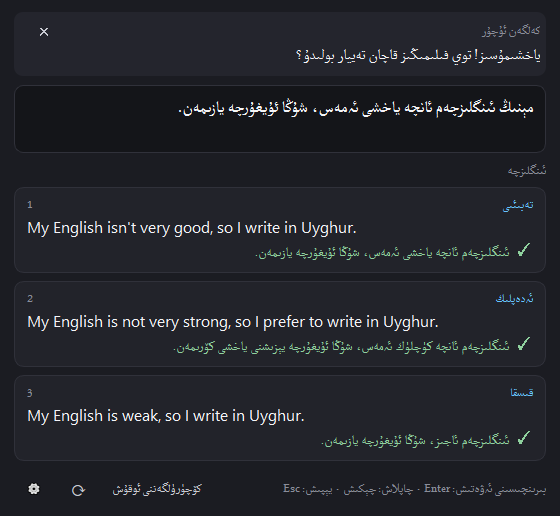 كەلگەن ئۇچۇر
ياخشىمۇسىز! توي فىلىمىڭىز قاچان تەييار بولىدۇ؟
مېنىڭ ئىنگلىزچەم ئانچە ياخشى ئەمەس، شۇڭا ئۇيغۇرچە يازىمەن.
ئىنگلىزچە
تەبىئىي 1
My English isn't very good, so I write in Uyghur.
✓ ئىنگلىزچەم ئانچە ياخشى ئەمەس، شۇڭا ئۇيغۇرچە يازىمەن.
ئەدەپلىك 2
My English is not very strong, so I prefer to write in Uyghur.
✓ ئىنگلىزچەم ئانچە كۈچلۈك ئەمەس، شۇڭا ئۇيغۇرچە يېزىشنى ياخشى كۆرىمەن.
قىسقا 3
My English is weak, so I write in Uyghur.
✓ ئىنگلىزچەم ئاجىز، شۇڭا ئۇيغۇرچە يازىمەن.
بىرىنچىسىنى ئەۋەتىش: Enter - چاپلاش: چېكىش - يېپىش: Esc
كۆچۈرۈلگەننى ئوقۇش